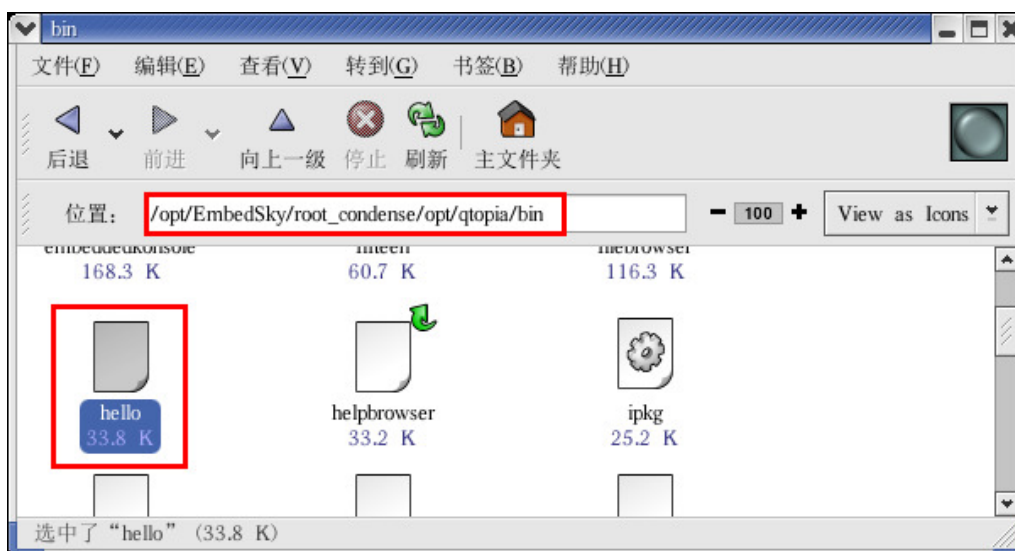 bin
文件(F) 编辑(E) 查看(V) 转到(G) 书签(B) 帮助(H)
后退 前进 向上一级 停止 刷新 主文件夹
位置: /opt/EmbedSky/root_condense/opt/qtopia/bin 100 View as Icons
embeddedkonsole fifteen filebrowser
168.3 K 60.7 K 116.3 K
hello helpbrowser ipkg
33.8 K 33.2 K 25.2 K
选中了“hello” (33.8 K)